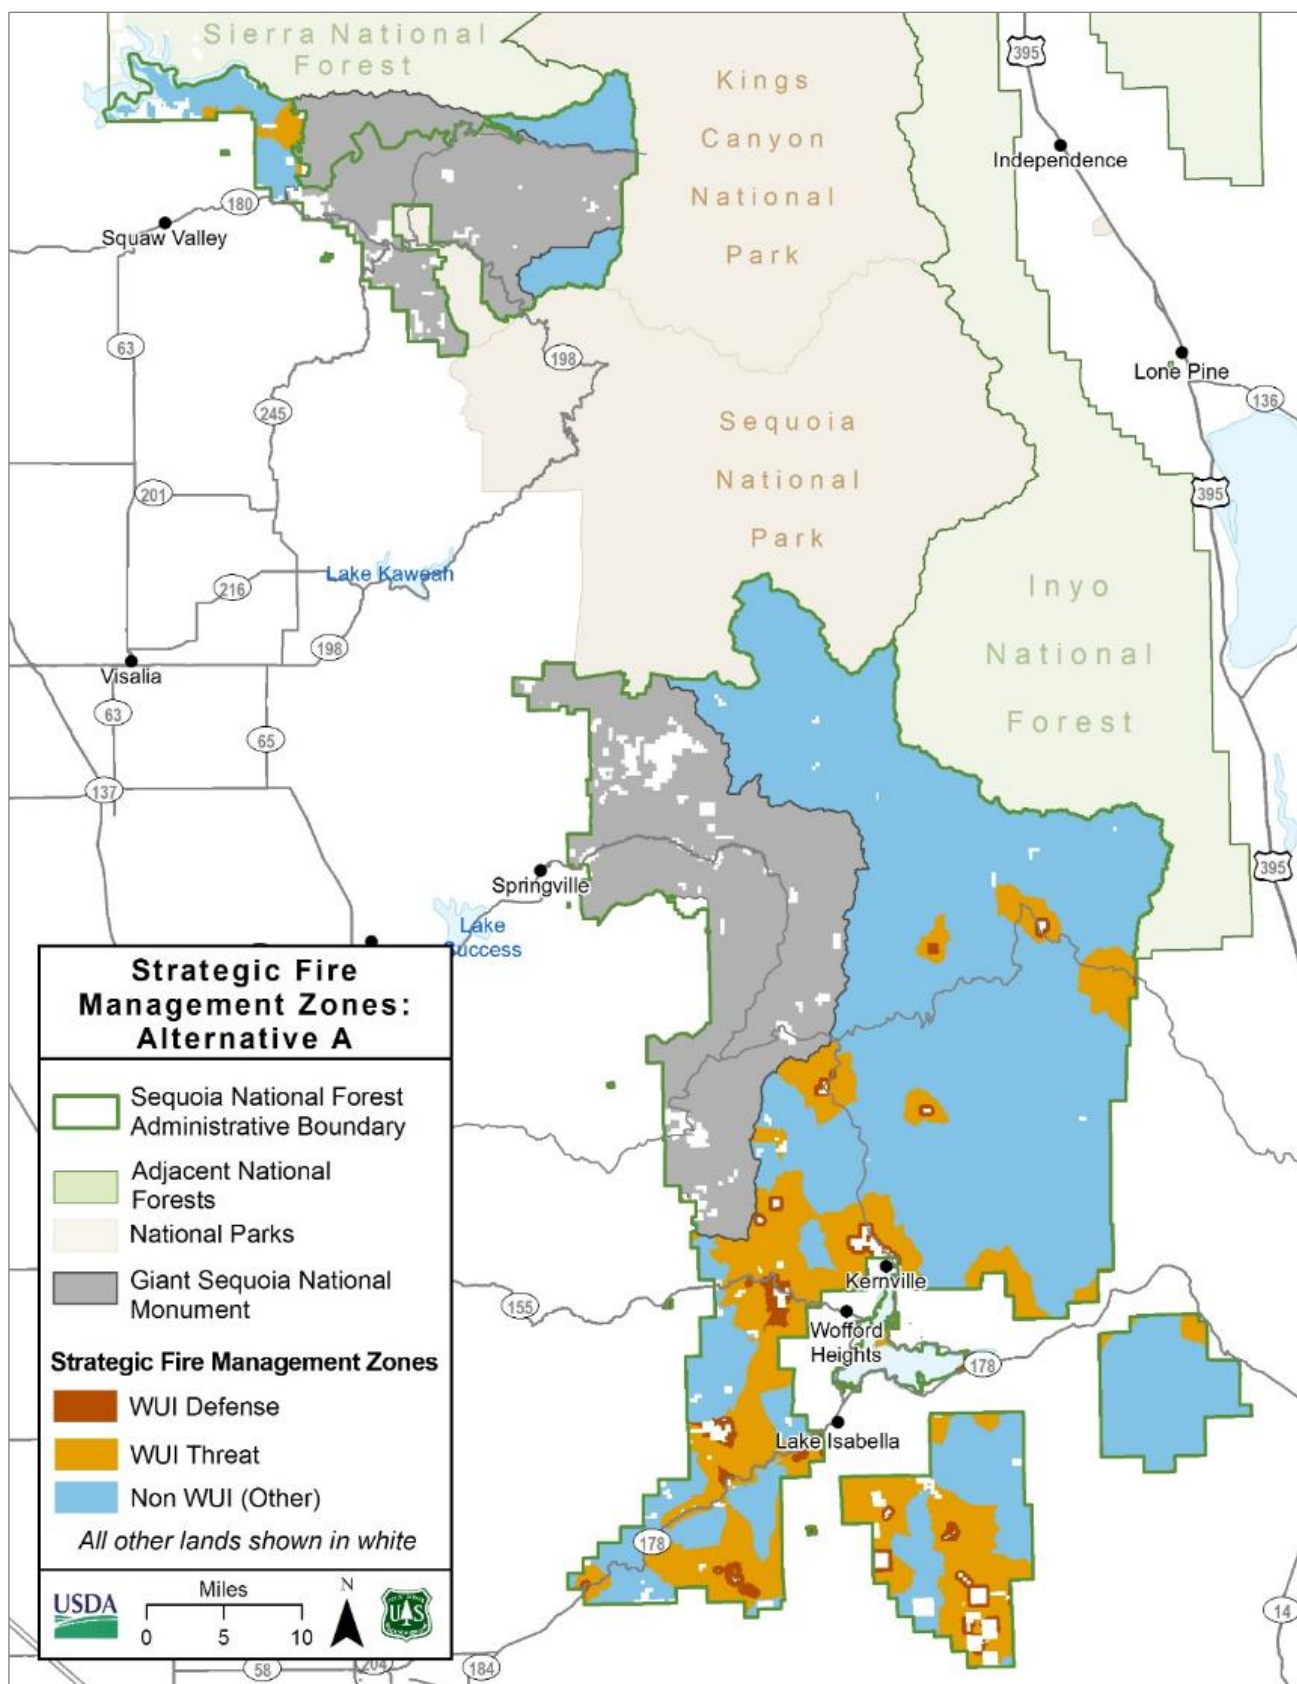 Sierra National
Forest
Kings
Canyon
National
Park
395
Independence
180
Squaw Valley
63
198
Lone Pine
136
245
Sequoia
National
Park
201
395
Lake Kaweah
216
Inyo
National
Forest
198
Visalia
63
65
137
395
Springville
Lake
Success
Strategic Fire
Management Zones:
Alternative A
Sequoia National Forest
Administrative Boundary
Adjacent National
Forests
National Parks
Giant Sequoia National
Monument
Strategic Fire Management Zones
WUI Defense
WUI Threat
Non WUI (Other)
All other lands shown in white
USDA
Miles
0 5 10
N
U S
Kernville
155
Wofford
Heights
178
Lake Isabella
178
14
58
204
184